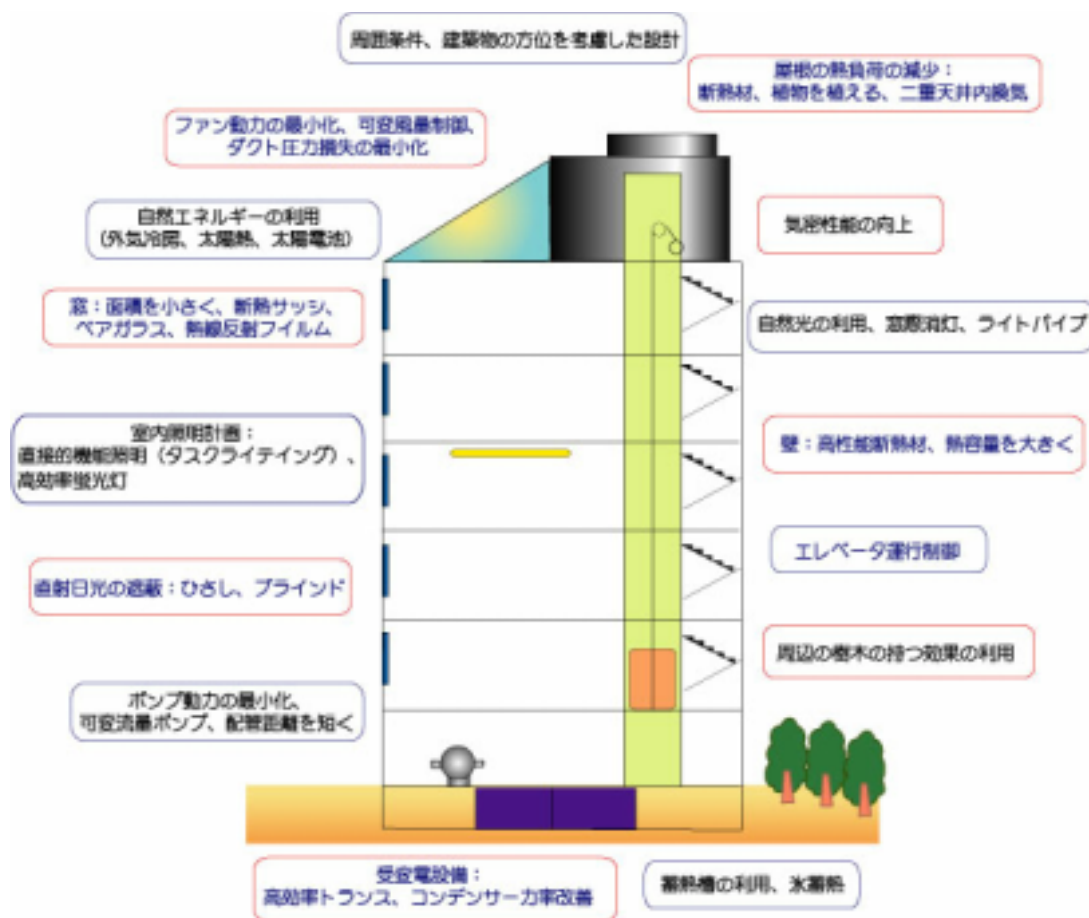 周囲条件、建築物の方位を考慮した設計
屋根の熱負荷の減少：
断熱材、植物を植える、二重天井内換気
ファン動力の最小化、可変風量制御、
ダクト圧力損失の最小化
自然エネルギーの利用
（外気冷房、太陽熱、太陽電池）
気密性能の向上
窓：面積を小さく、断熱サッシ、
ペアガラス、熱線反射フイルム
自然光の利用、窓際消灯、ライトパイプ
室内照明計画：
直接的機能照明（タスクライテイング）、
高効率蛍光灯
壁：高性能断熱材、熱容量を大きく
エレベータ運行制御
直射日光の遮蔽：ひさし、ブラインド
周辺の樹木の持つ効果の利用
ポンプ動力の最小化、
可変流量ポンプ、配管距離を短く
受変電設備：
高効率トランス、コンデンサー力率改善
蓄熱槽の利用、氷蓄熱